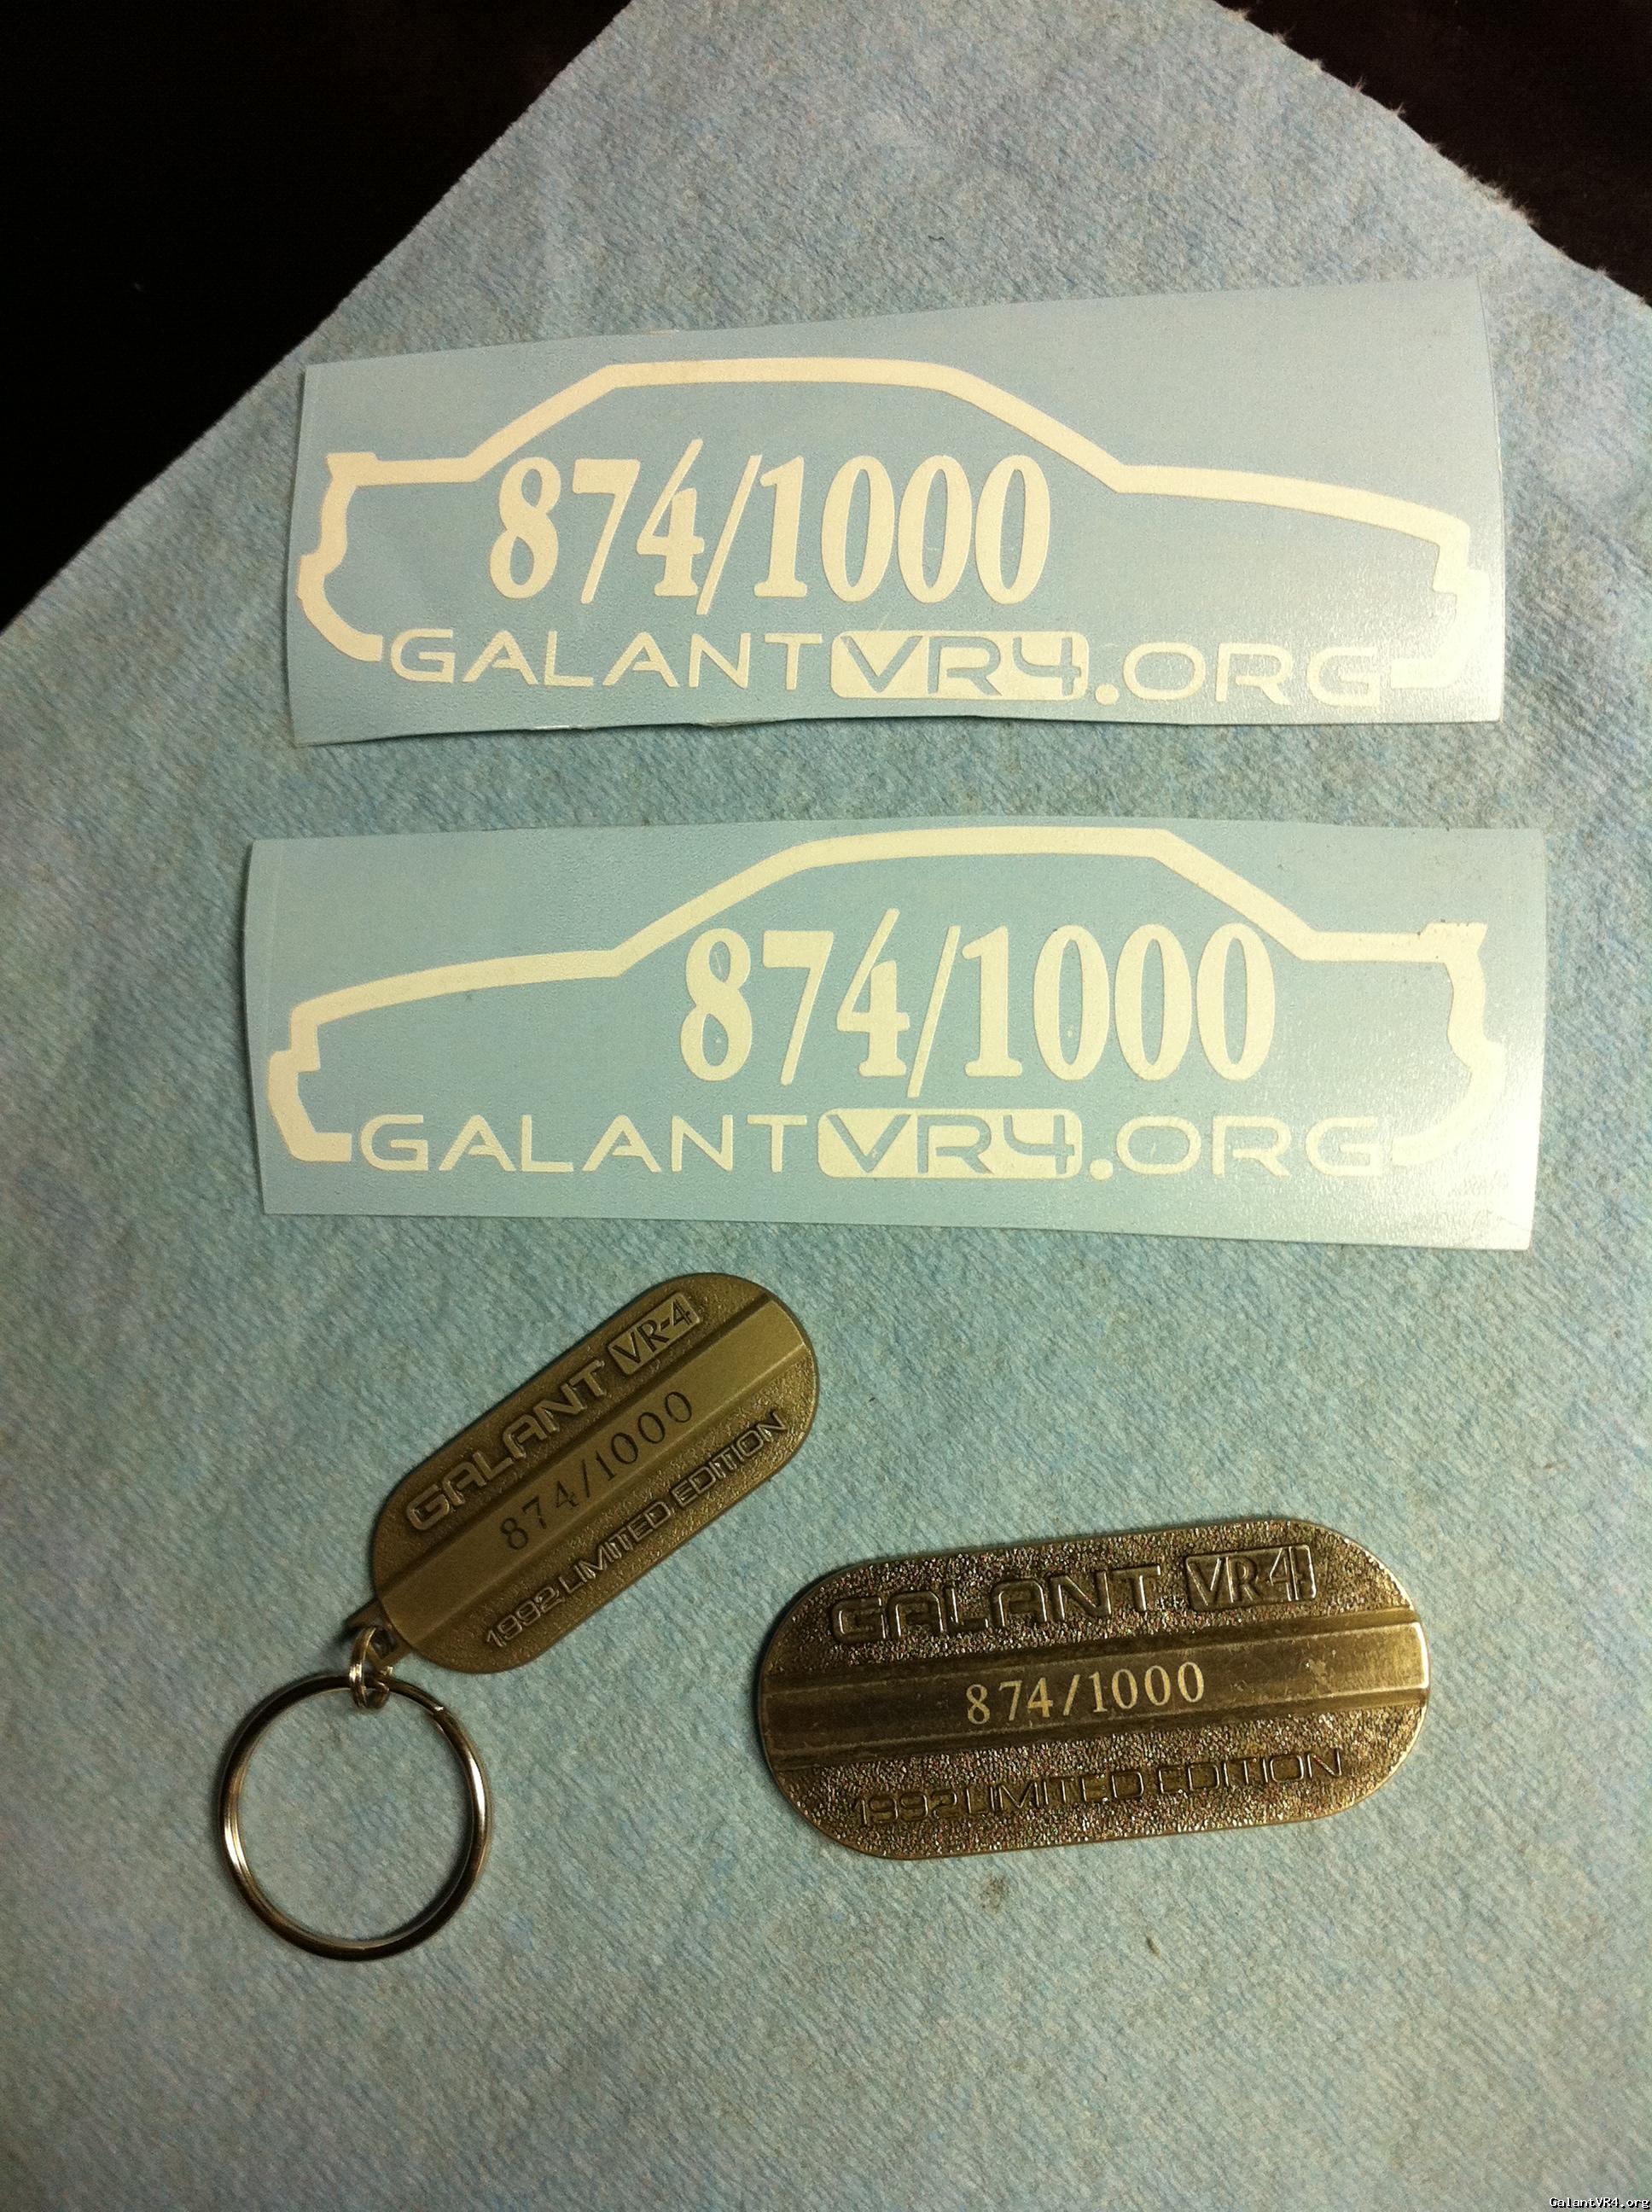 874/1000
GALANTVR4.ORG
874/1000
GALANTVR4.ORG
GALANT VR-4
874/1000
1992 LIMITED EDITION
GALANT VR-4
874/1000
1992 LIMITED EDITION
GalantVR4.org